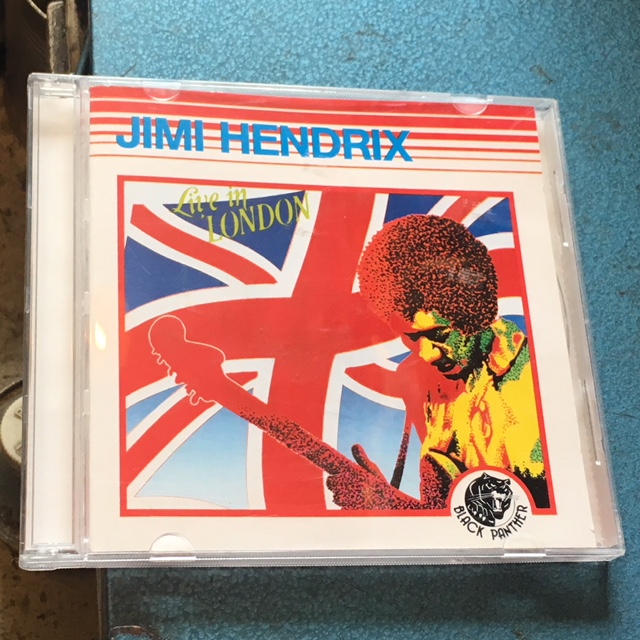 JIMI HENDRIX
Live in
LONDON
BLACK PANTHER